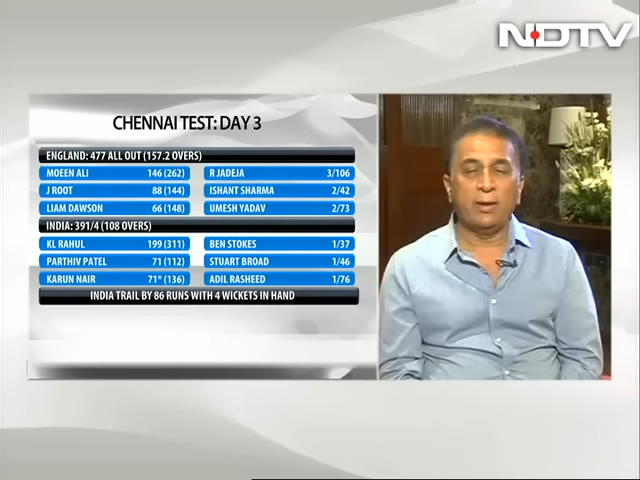 NDTV
CHENNAI TEST: DAY 3
ENGLAND: 477 ALL OUT (157.2 OVERS)
MOEEN ALI 146 (262) R JADEJA 3/106
J ROOT 88 (144) ISHANT SHARMA 2/42
LIAM DAWSON 66 (148) UMESH YADAV 2/73
INDIA: 391/4 (108 OVERS)
KL RAHUL 199 (311) BEN STOKES 1/37
PARTHIV PATEL 71 (112) STUART BROAD 1/46
KARUN NAIR 71* (136) ADIL RASHEED 1/76
INDIA TRAIL BY 86 RUNS WITH 4 WICKETS IN HAND